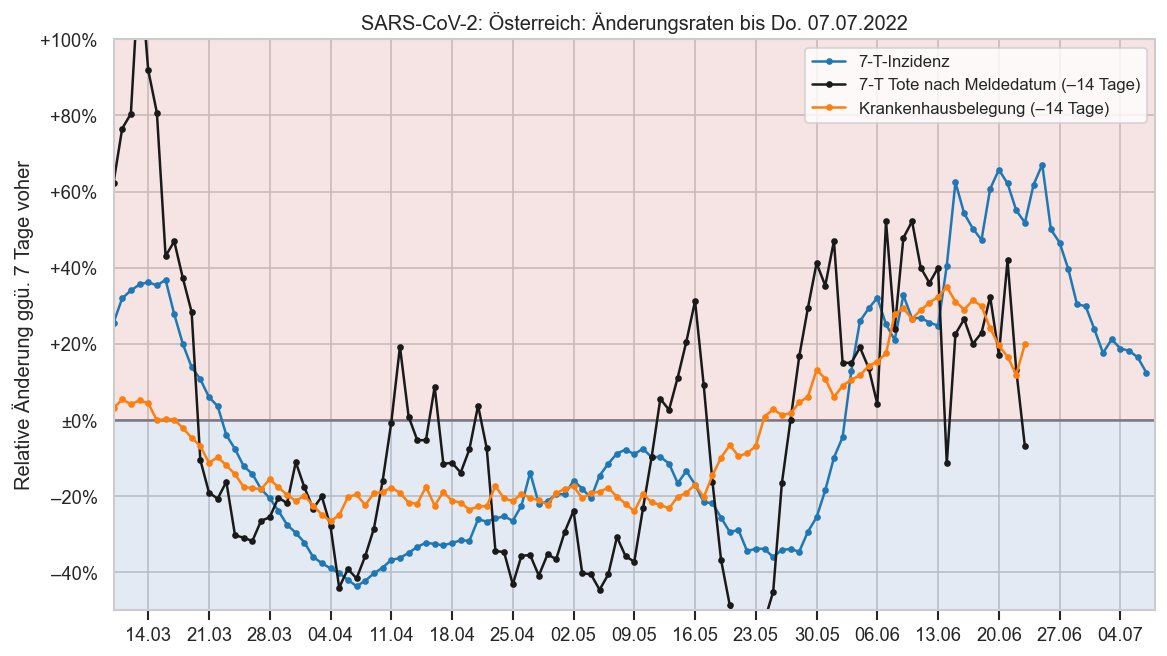 SARS-CoV-2: Österreich: Änderungsraten bis Do. 07.07.2022
Relative Änderung ggü. 7 Tage voher
+100%
+80%
+60%
+40%
+20%
±0%
–20%
–40%
7-T-Inzidenz
7-T Tote nach Meldedatum (–14 Tage)
Krankenhausbelegung (–14 Tage)
14.03 21.03 28.03 04.04 11.04 18.04 25.04 02.05 09.05 16.05 23.05 30.05 06.06 13.06 20.06 27.06 04.07